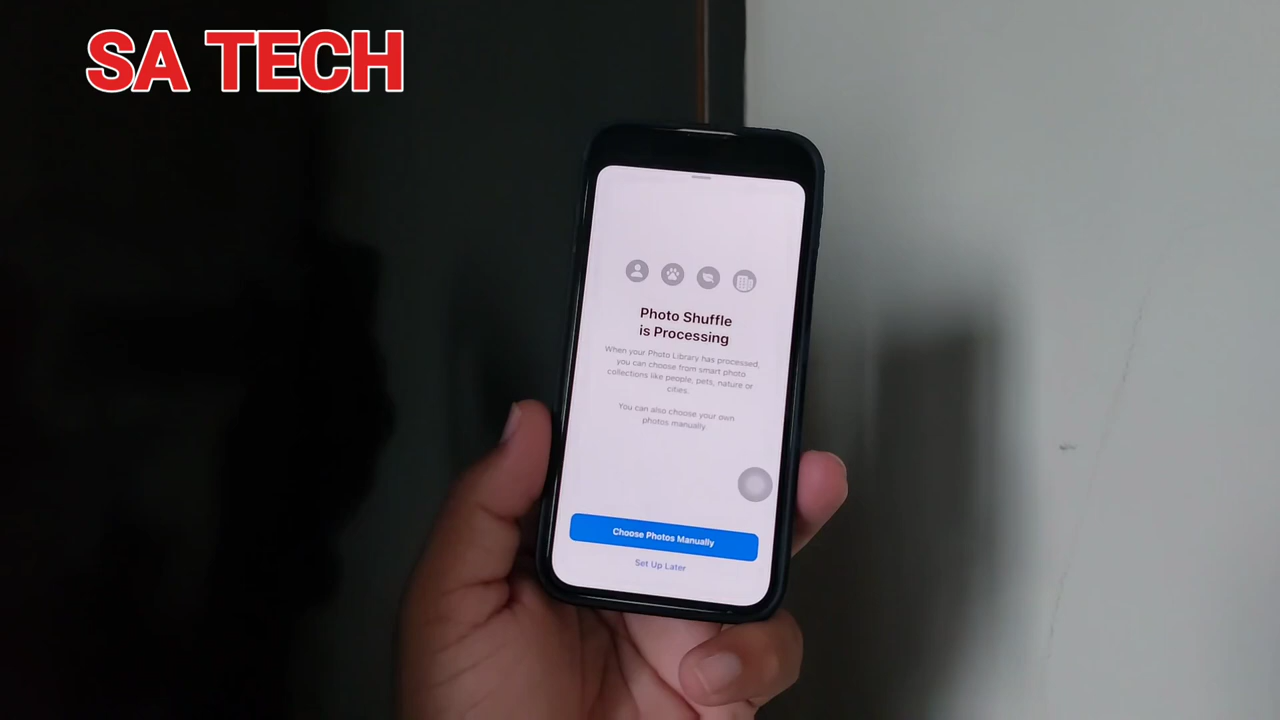 SA TECH
Photo Shuffle
is Processing
When your Photo Library has processed,
you can choose from smart photo
collections like people, pets, nature or
cities.
You can also choose your own
photos manually.
Choose Photos Manually
Set Up Later